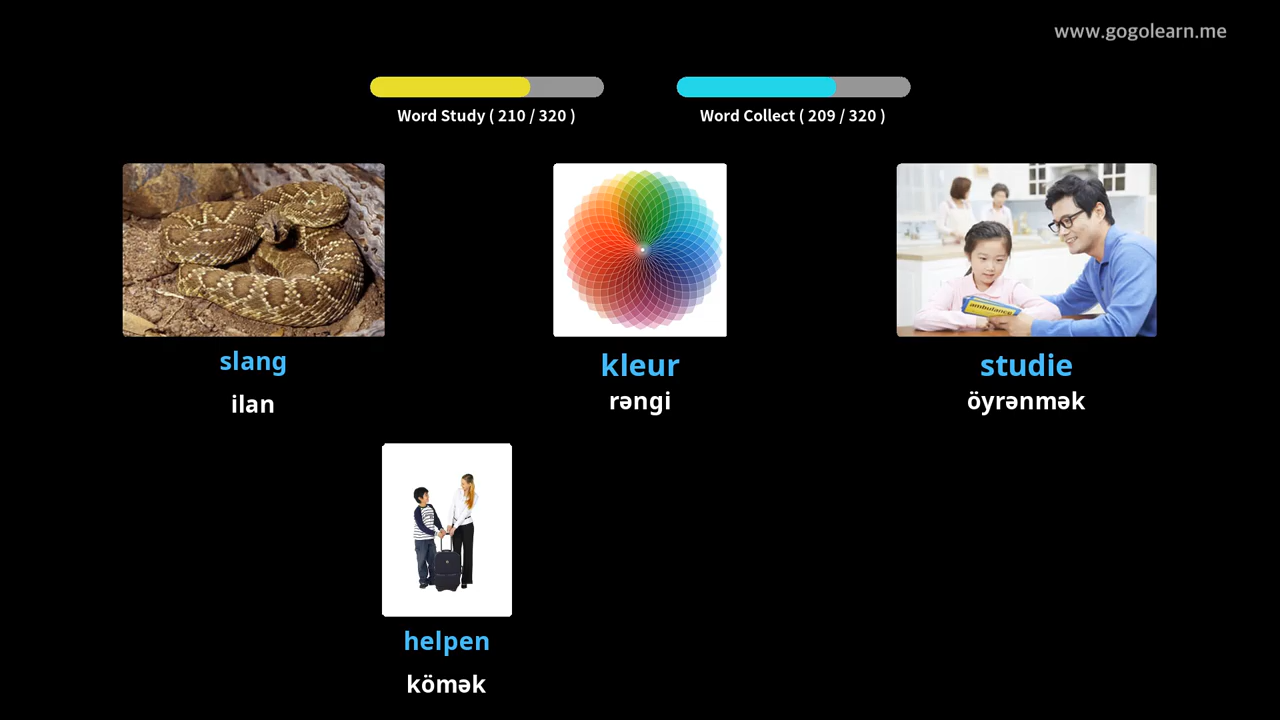 www.gogolearn.me
Word Study ( 210 / 320 )
Word Collect ( 209 / 320 )
ambulance
slang
ilan
kleur
rəngi
studie
öyrənmək
helpen
kömək